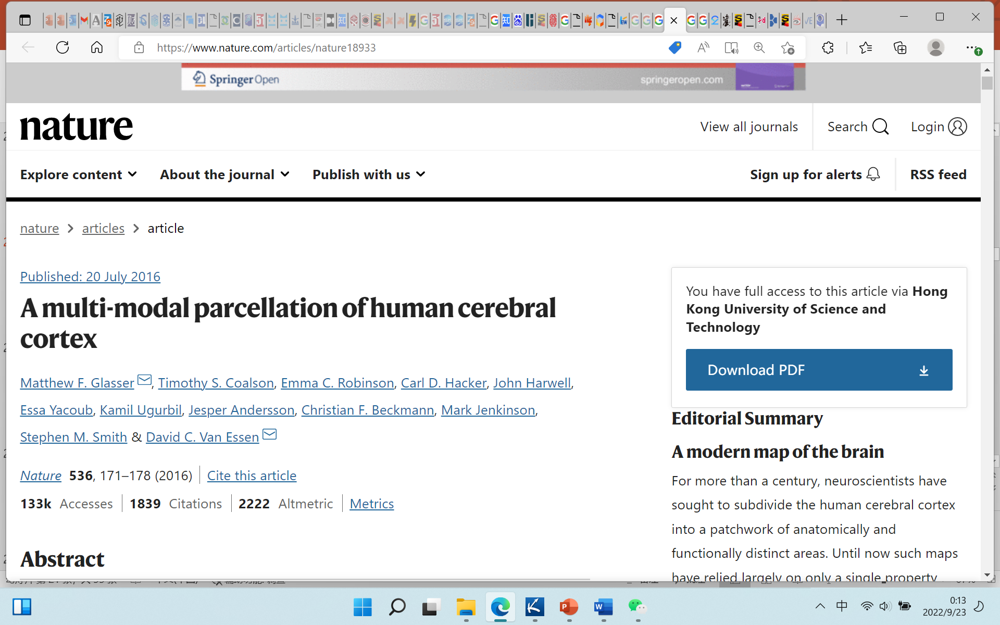 https://www.nature.com/articles/nature18933
Springer Open
springeropen.com
nature
View all journals
Search
Login
Explore content
About the journal
Publish with us
Sign up for alerts
RSS feed
nature > articles > article
Published: 20 July 2016
A multi-modal parcellation of human cerebral
cortex
Matthew F. Glasser, Timothy S. Coalson, Emma C. Robinson, Carl D. Hacker, John Harwell,
Essa Yacoub, Kamil Ugurbil, Jesper Andersson, Christian F. Beckmann, Mark Jenkinson,
Stephen M. Smith & David C. Van Essen
Nature 536, 171–178 (2016) Cite this article
133k Accesses 1839 Citations 2222 Altmetric Metrics
Abstract
You have full access to this article via Hong
Kong University of Science and
Technology
Download PDF
Editorial Summary
A modern map of the brain
For more than a century, neuroscientists have
sought to subdivide the human cerebral cortex
into a patchwork of anatomically and
functionally distinct areas. Until now such maps
have relied largely on only a single property
中
0:13
2022/9/23